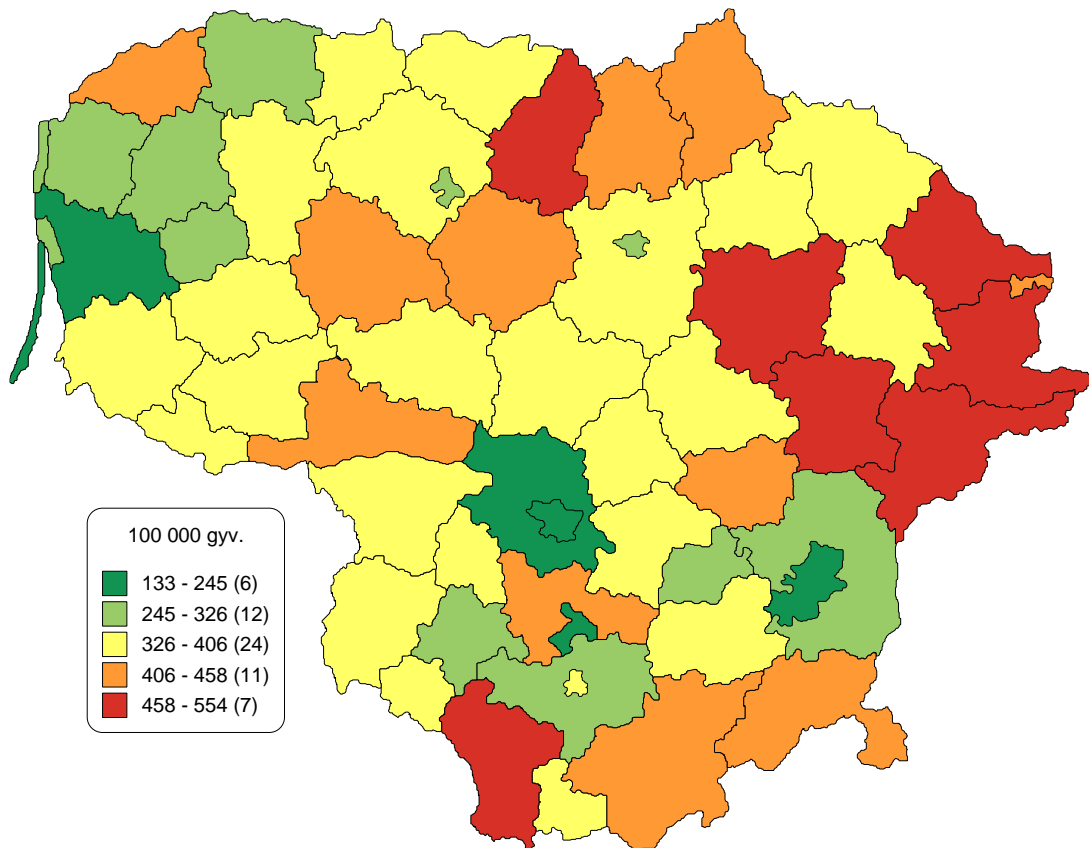 100 000 gyv.
133 - 245 (6)
245 - 326 (12)
326 - 406 (24)
406 - 458 (11)
458 - 554 (7)